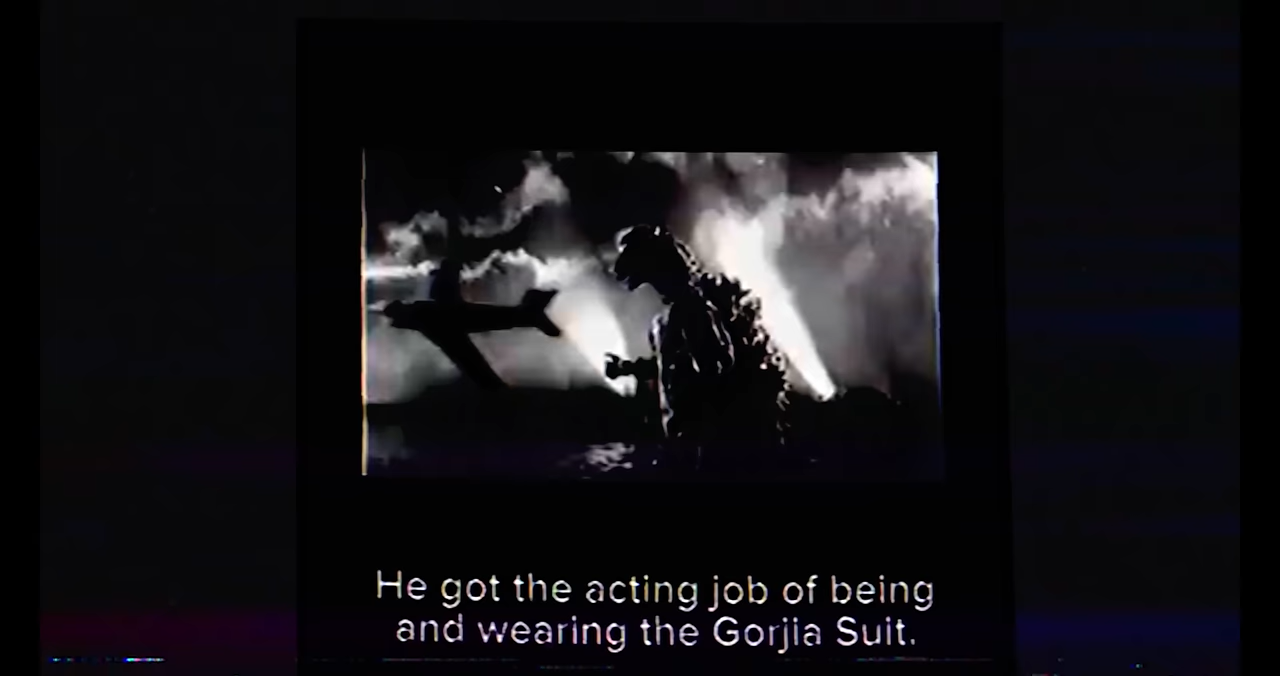 He got the acting job of being
and wearing the Gorjia Suit.